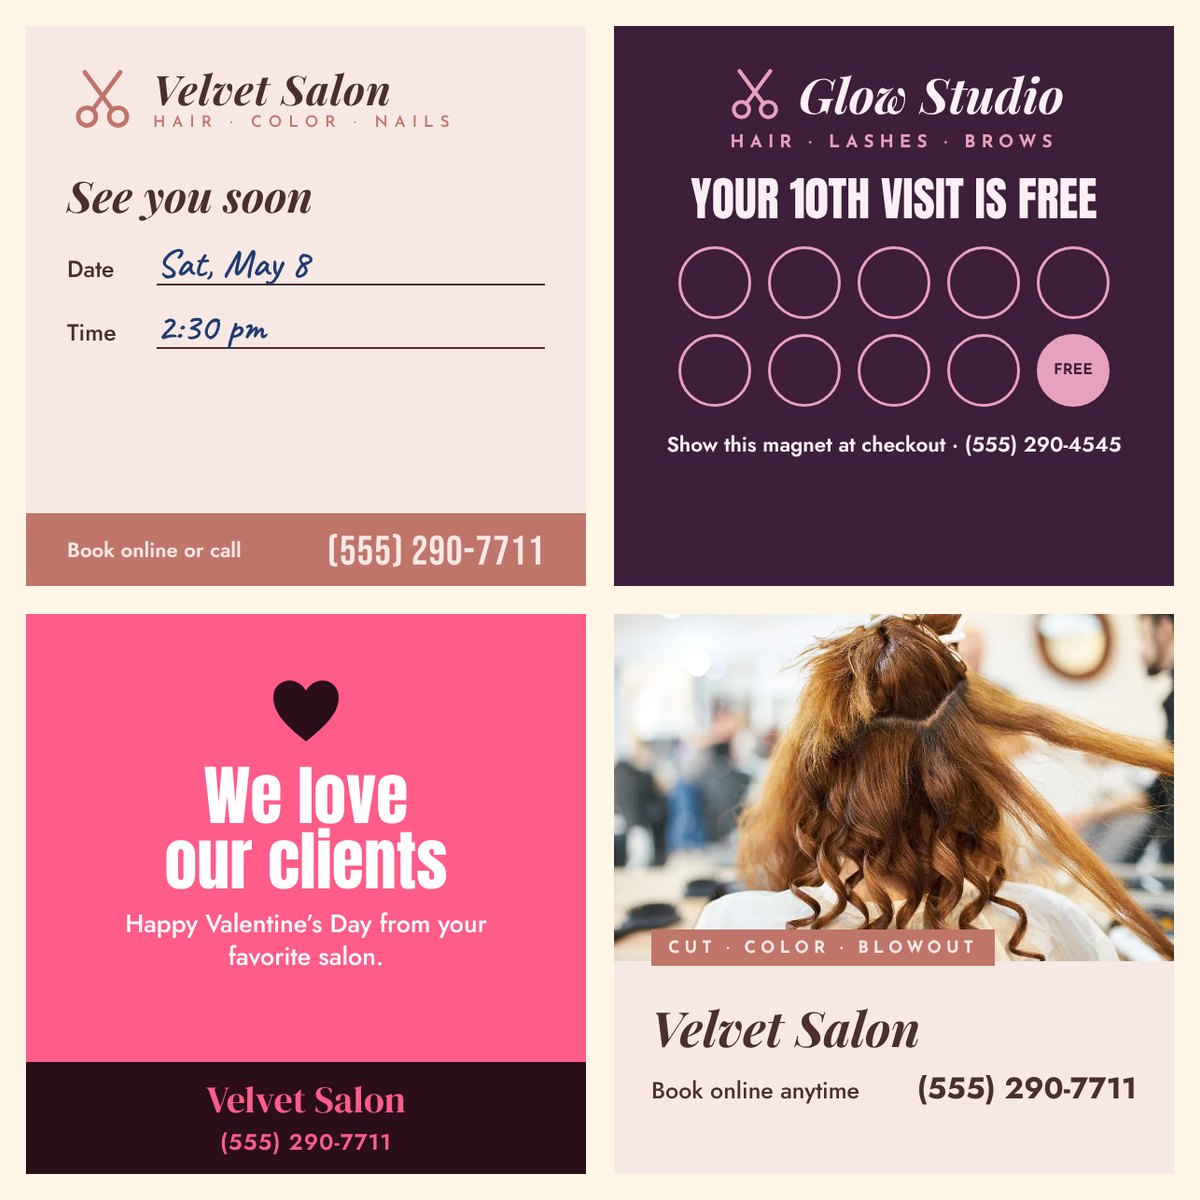 Velvet Salon
HAIR · COLOR · NAILS
See you soon
Date Sat, May 8
Time 2:30 pm
Book online or call (555) 290-7711
Glow Studio
HAIR · LASHES · BROWS
YOUR 10TH VISIT IS FREE
FREE
Show this magnet at checkout · (555) 290-4545
We love
our clients
Happy Valentine’s Day from your
favorite salon.
Velvet Salon
(555) 290-7711
CUT · COLOR · BLOWOUT
Velvet Salon
Book online anytime (555) 290-7711